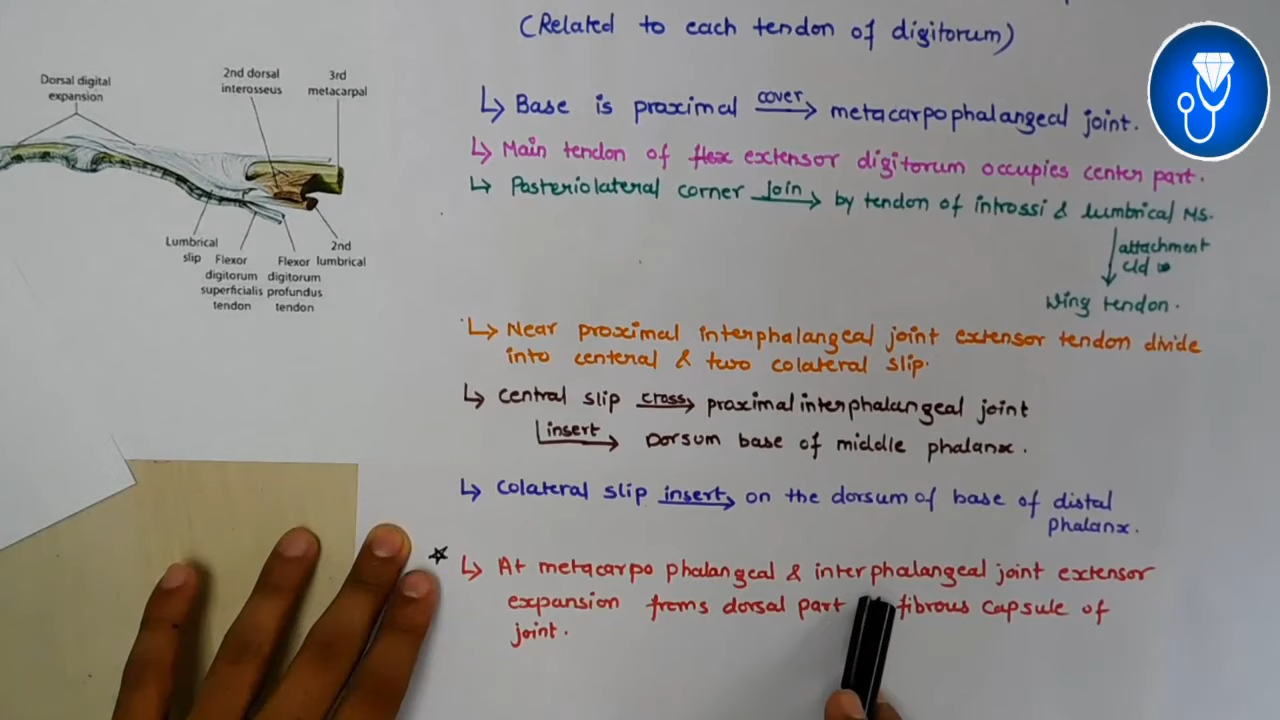 (Related to each tendon of digitorum)
Dorsal digital
expansion
2nd dorsal
interosseus
3rd
metacarpal
Lumbrical
slip
Flexor
digitorum
superficialis
tendon
Flexor
digitorum
profundus
tendon
2nd
lumbrical
↳ Base is proximal cover → metacarpophalangeal joint.
↳ Main tendon of extensor digitorum occupies center part.
↳ Posteriolateral corner join → by tendon of introssi & lumbrical MS.
attachment
cld
wing tendon.
↳ Near proximal interphalangeal joint extensor tendon divide
into centeral & two colateral slip.
↳ central slip cross → proximal interphalangeal joint
insert → Dorsum base of middle phalanx.
↳ colateral slip insert → on the dorsum of base of distal
phalanx.
☆ ↳ At metacarpo phalangeal & interphalangeal joint extensor
expansion froms dorsal part fibrous capsule of
joint.